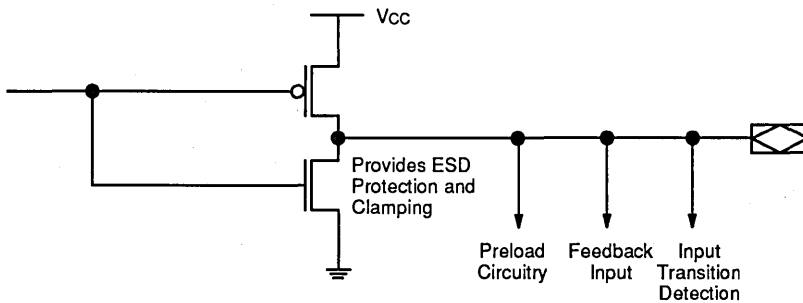 Vcc
Provides ESD
Protection and
Clamping
Preload
Circuitry
Feedback
Input
Input
Transition
Detection